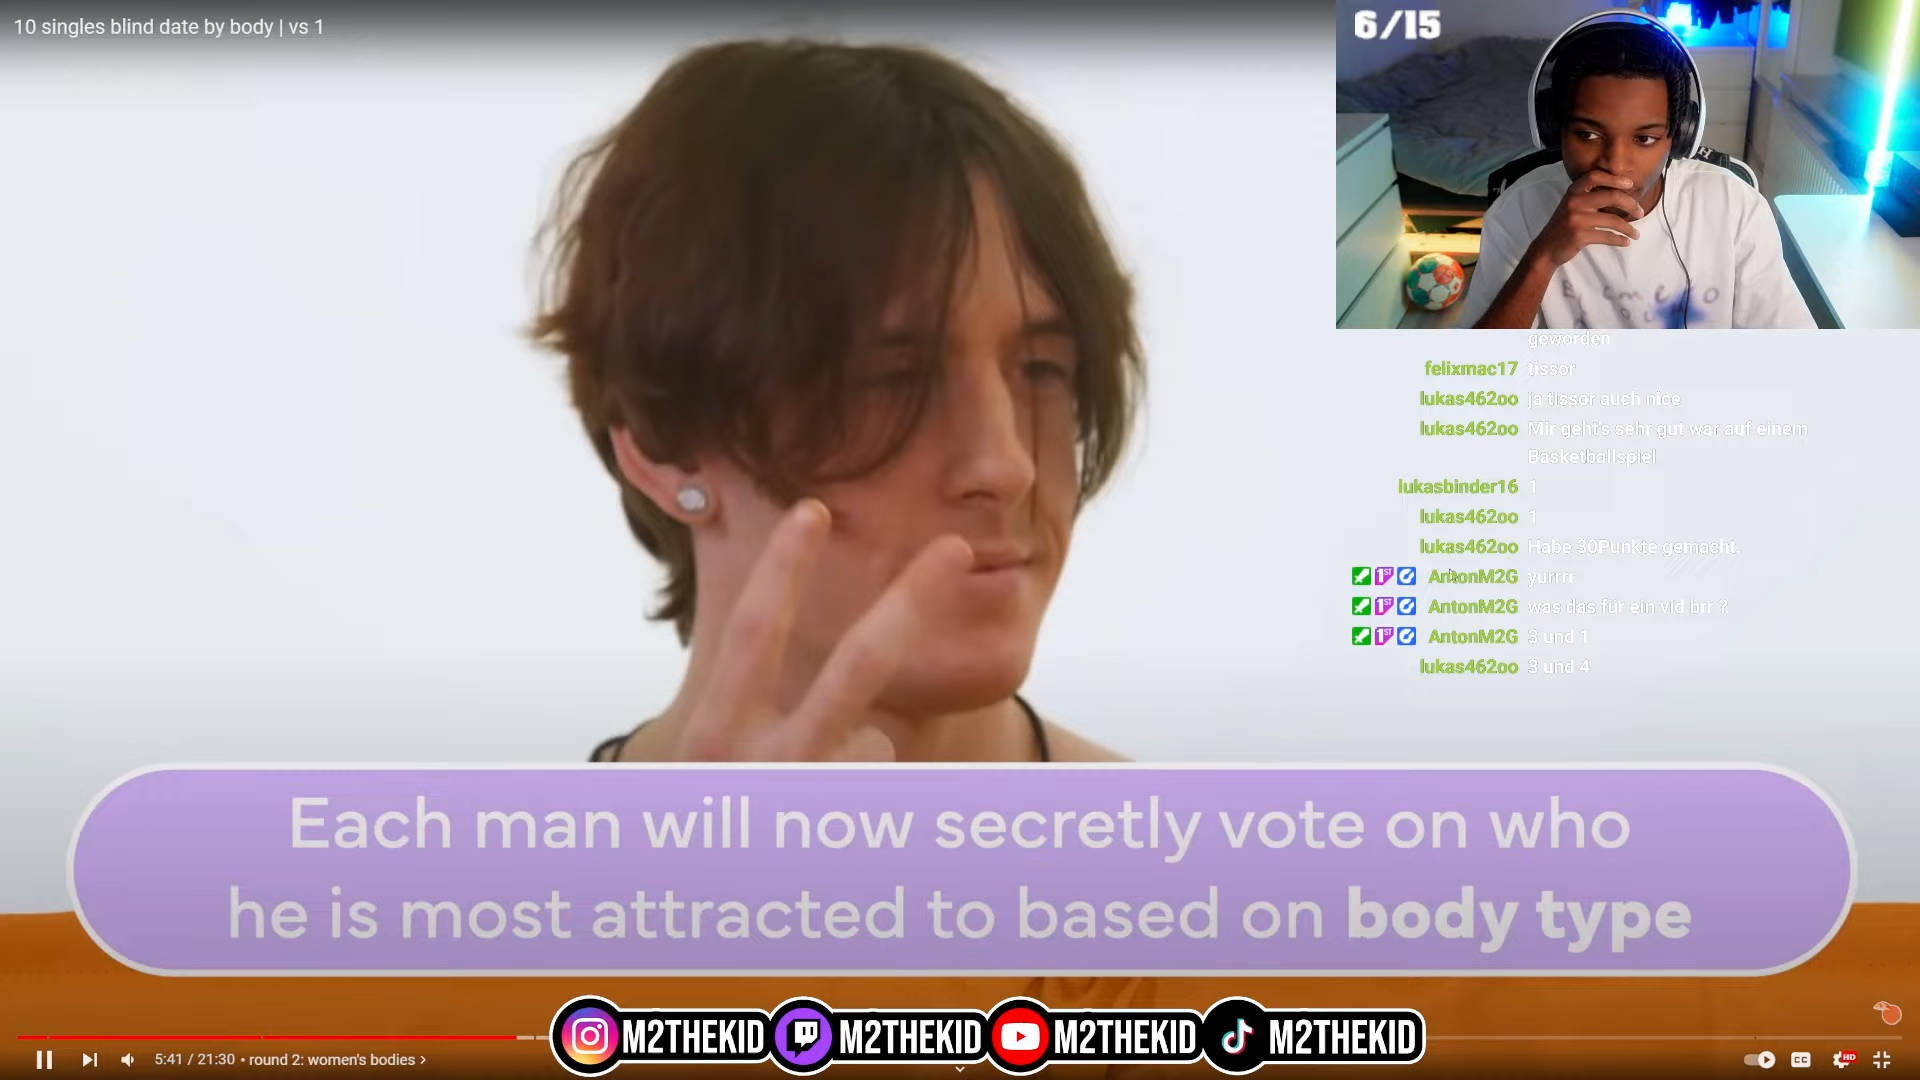 10 singles blind date by body | vs 1
6/15
geworden
felixmac17 tissor
lukas462oo ja tissor auch nice
lukas462oo Mir geht's sehr gut war auf einem
Basketballspiel
lukasbinder16 1
lukas462oo 1
lukas462oo Habe 30Punkte gemacht.
AntonM2G yurrrr
AntonM2G was das für ein vid brr ?
AntonM2G 3 und 1
lukas462oo 3 und 4
Each man will now secretly vote on who
he is most attracted to based on body type
M2THEKID M2THEKID M2THEKID M2THEKID
5:41 / 21:30 • round 2: women's bodies >
CC HD